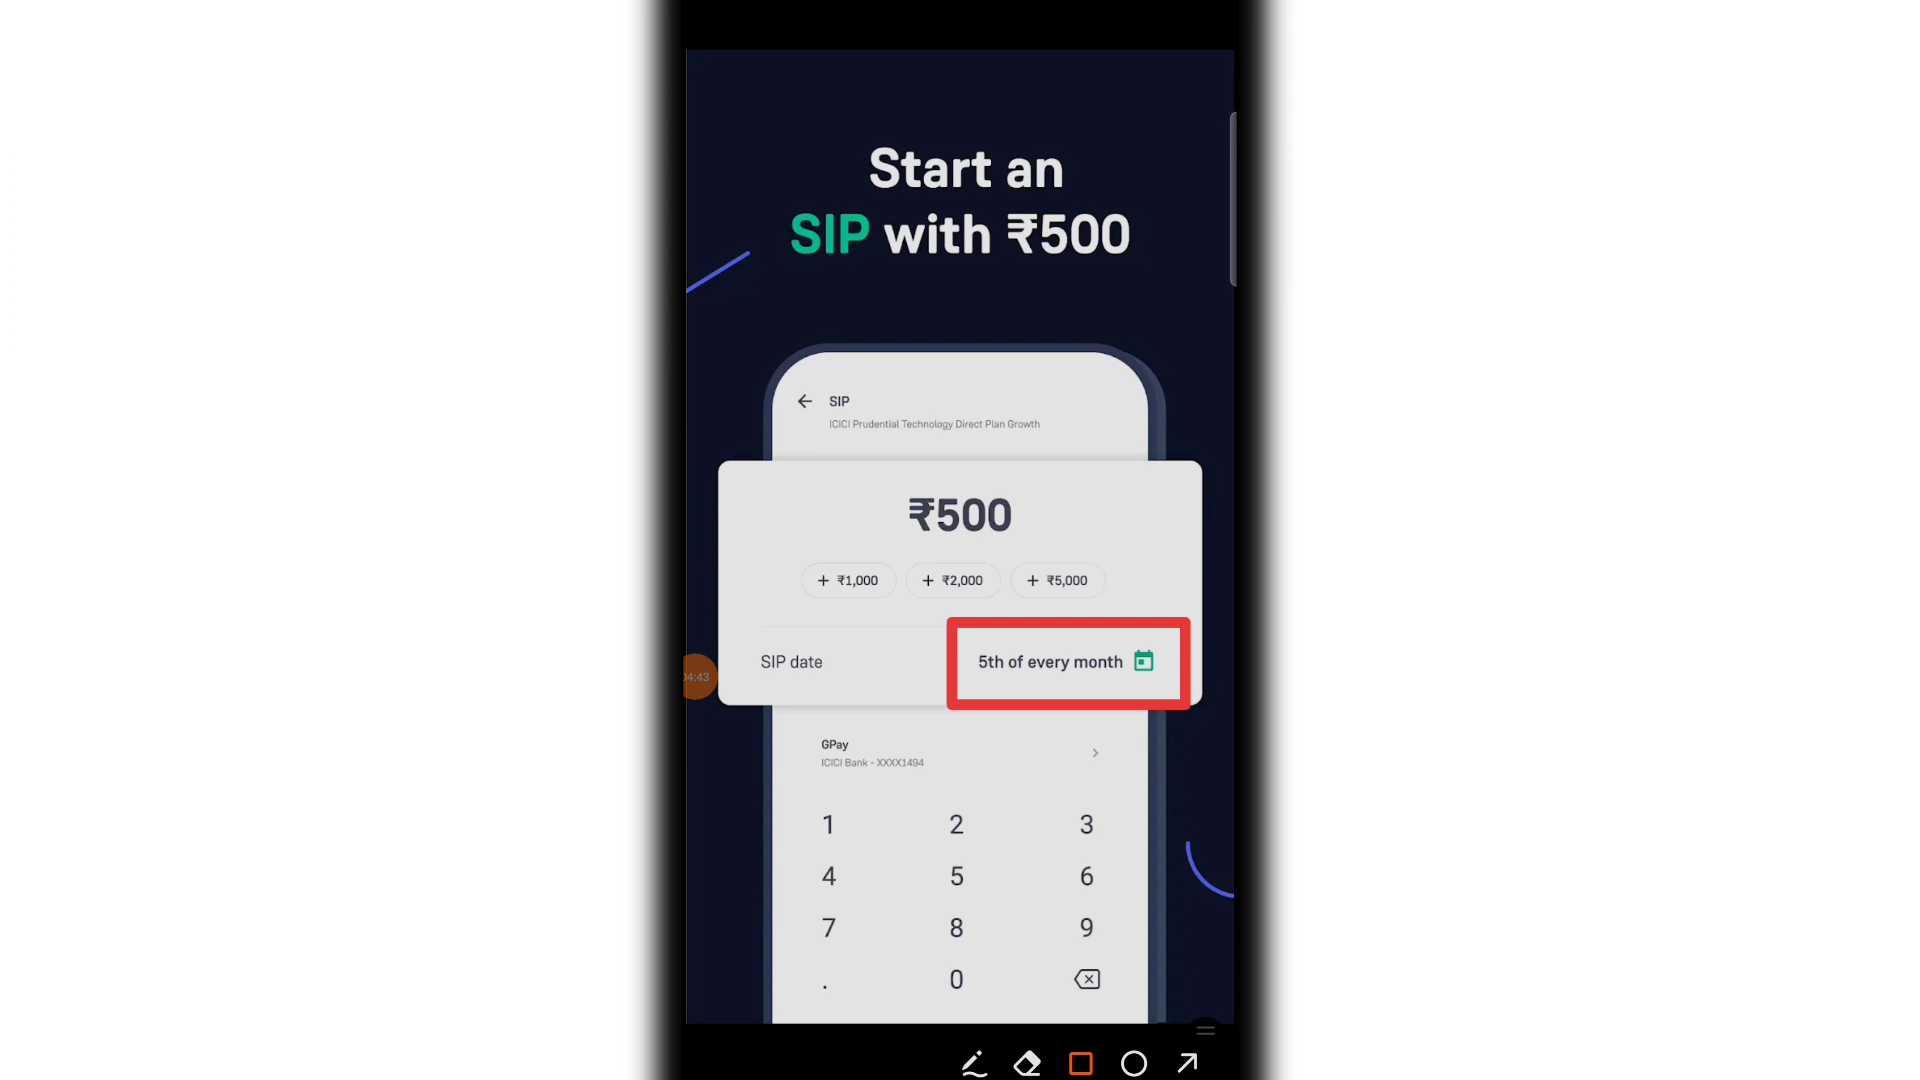 Start an
SIP with ₹500
SIP
ICICI Prudential Technology Direct Plan Growth
₹500
+ ₹1,000 + ₹2,000 + ₹5,000
SIP date 5th of every month
04:43
GPay
ICICI Bank - XXXX1494
1 2 3
4 5 6
7 8 9
. 0